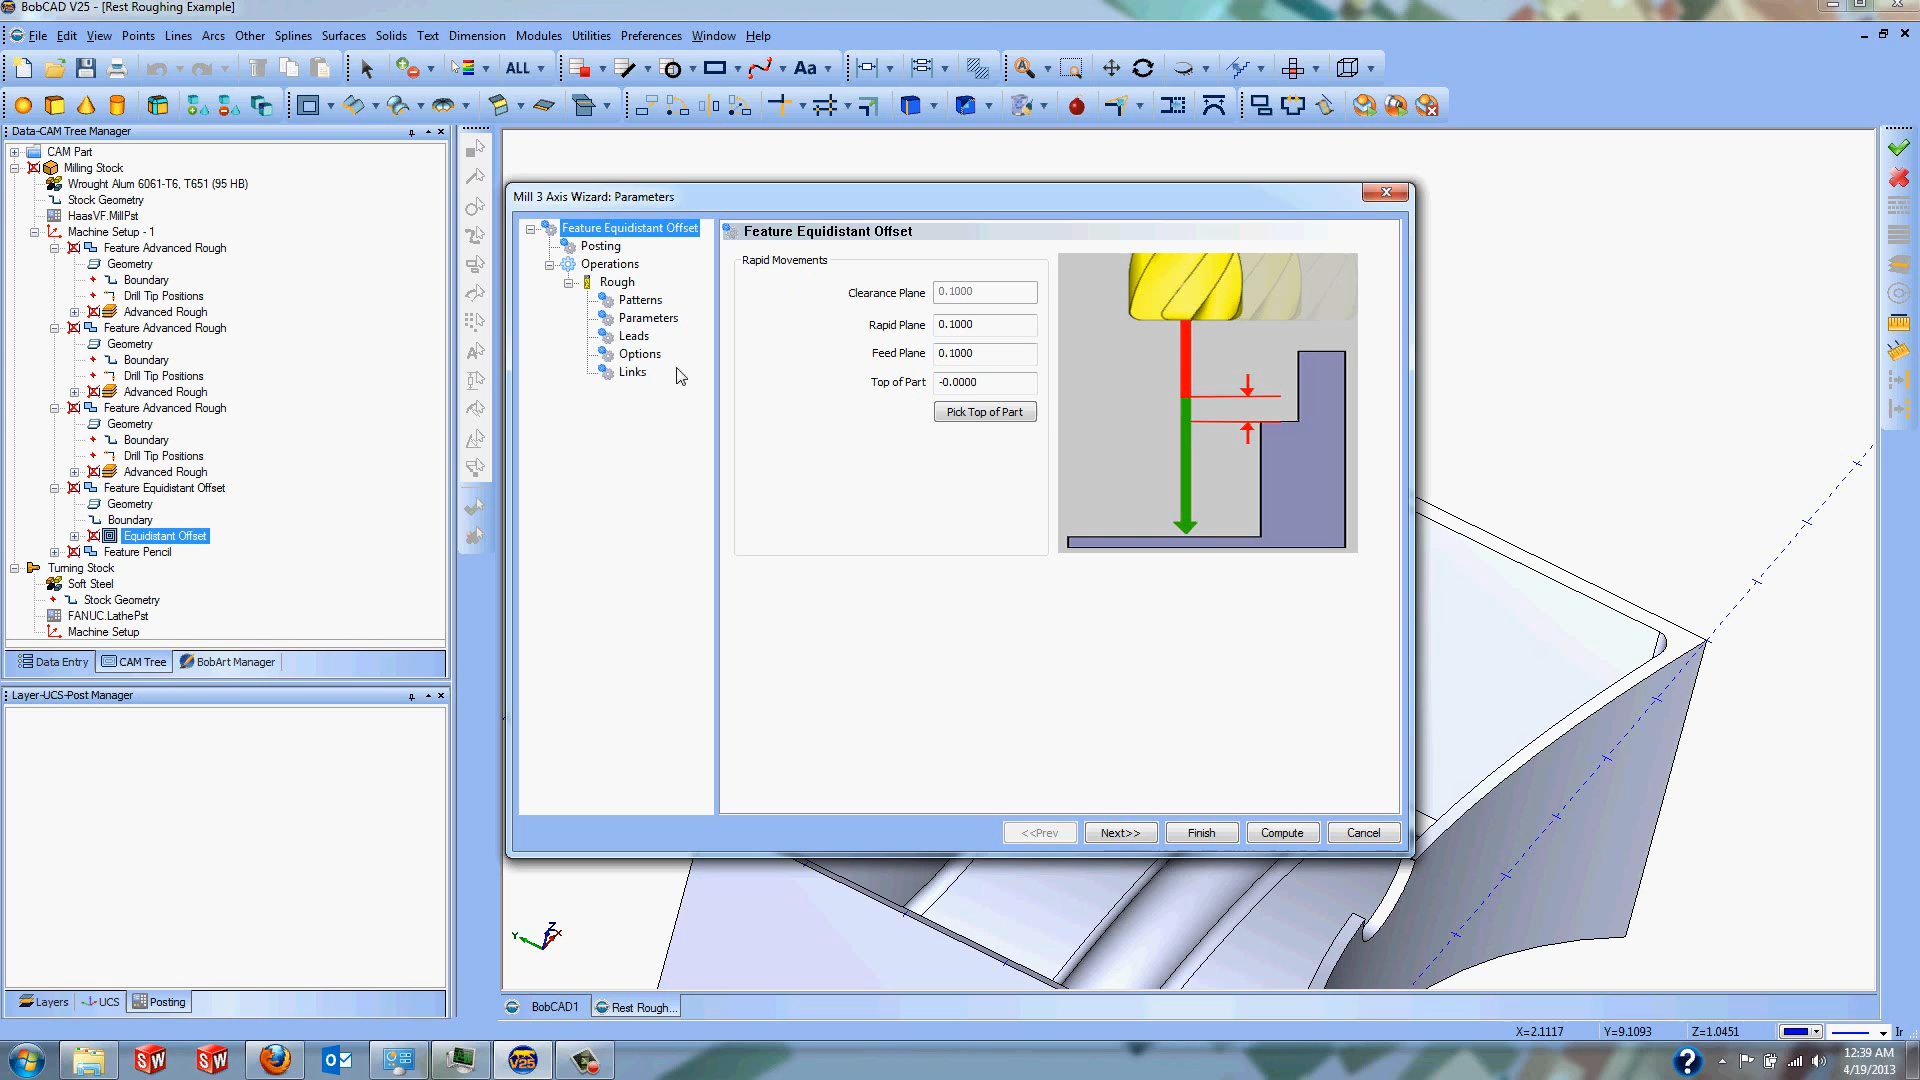 BobCAD V25 - [Rest Roughing Example]
File Edit View Points Lines Arcs Other Splines Surfaces Solids Text Dimension Modules Utilities Preferences Window Help
ALL
Aa
Data-CAM Tree Manager
CAM Part
Milling Stock
Wrought Alum 6061-T6, T651 (95 HB)
Stock Geometry
HaasVF.MillPst
Machine Setup - 1
Feature Advanced Rough
Geometry
Boundary
Drill Tip Positions
Advanced Rough
Feature Advanced Rough
Geometry
Boundary
Drill Tip Positions
Advanced Rough
Feature Advanced Rough
Geometry
Boundary
Drill Tip Positions
Advanced Rough
Feature Equidistant Offset
Geometry
Boundary
Equidistant Offset
Feature Pencil
Turning Stock
Soft Steel
Stock Geometry
FANUC.LathePst
Machine Setup
Data Entry CAM Tree BobArt Manager
Layer-UCS-Post Manager
Layers UCS Posting
Mill 3 Axis Wizard: Parameters
Feature Equidistant Offset
Posting
Operations
Rough
Patterns
Parameters
Leads
Options
Links
Feature Equidistant Offset
Rapid Movements
Clearance Plane 0.1000
Rapid Plane 0.1000
Feed Plane 0.1000
Top of Part -0.0000
Pick Top of Part
<<Prev Next>> Finish Compute Cancel
Y Z X
BobCAD1 Rest Rough...
X=2.1117 Y=9.1093 Z=1.0451 Ir
SW SW V25
12:39 AM
4/19/2013